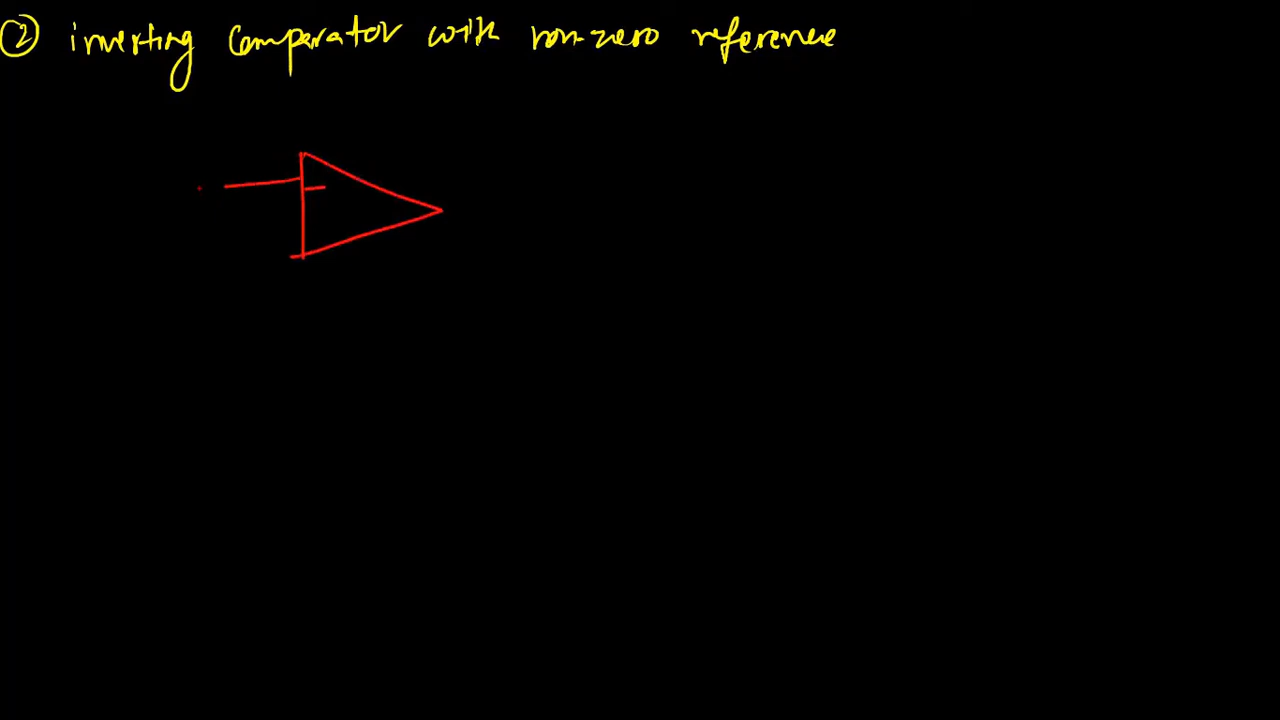 ② inverting comparator with non-zero reference
-